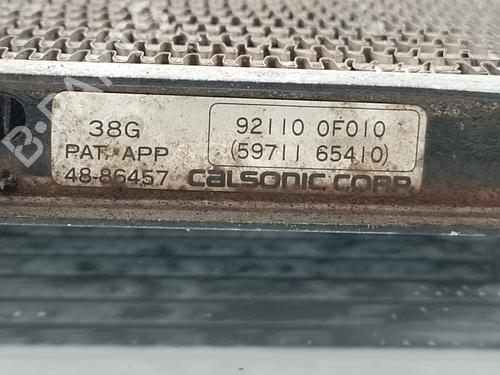 38G
PAT. APP
48-86457
92110 0F010
(59711 65410)
calsonic corp.